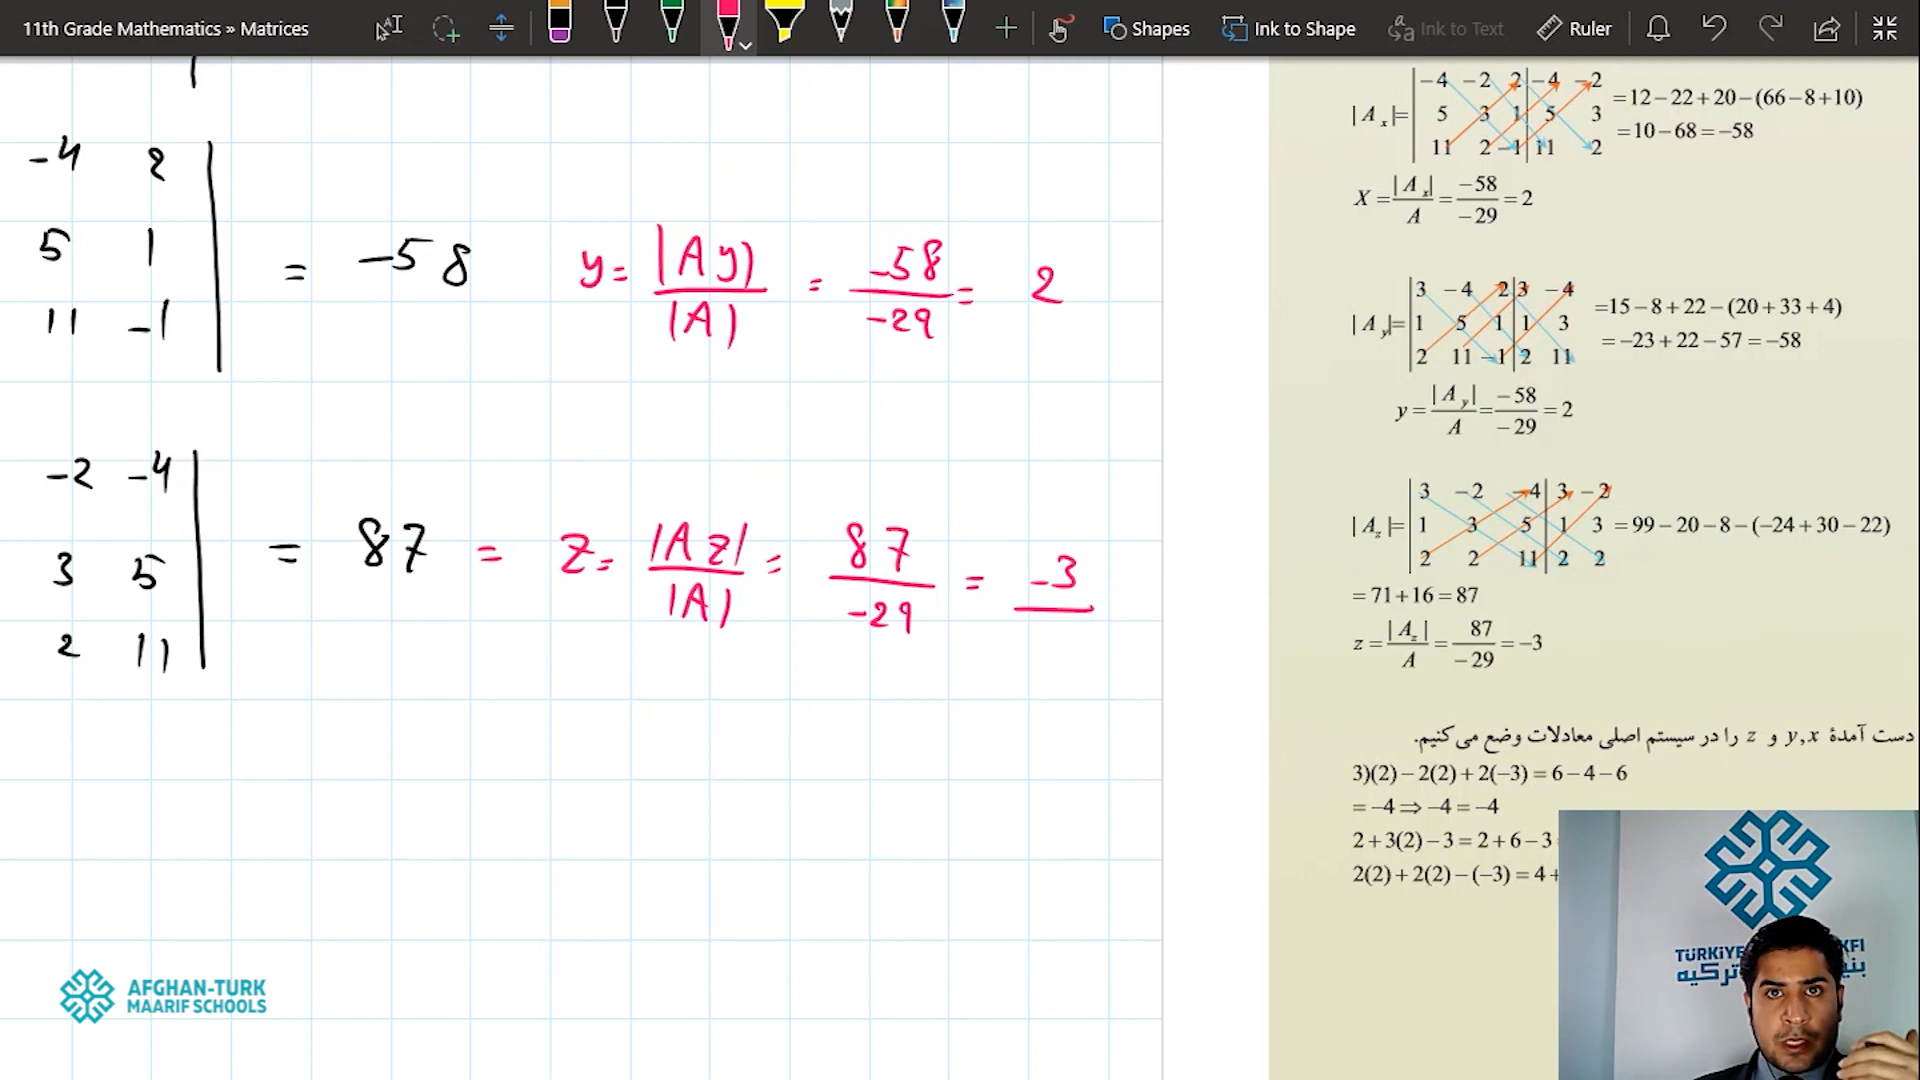 11th Grade Mathematics » Matrices
Shapes
Ink to Shape
Ink to Text
Ruler
-4 2
5 1
11 -1
= -58
y = |Ay| / |A| = -58 / -29 = 2
-2 -4
3 5
2 11
= 87 = z = |Az| / |A| = 87 / -29 = -3
|Ax|= |-4 -2 2|-4 -2
5 3 1|5 3
11 2 -1|11 2
=12-22+20-(66-8+10)
=10-68=-58
X = |Ax| / A = -58 / -29 = 2
|Ay|= |3 -4 2|3 -4
1 5 1|1 3
2 11 -1|2 11
=15-8+22-(20+33+4)
=-23+22-57=-58
y = |Ay| / A = -58 / -29 = 2
|Az|= |3 -2 -4|3 -2
1 3 5|1 3
2 2 11|2 2
=99-20-8-(-24+30-22)
=71+16=87
z = |Az| / A = 87 / -29 = -3
دست آمدۀ y,x و z را در سیستم اصلی معادلات وضع می‌کنیم.
3)(2)-2(2)+2(-3)=6-4-6
=-4⇒-4=-4
2+3(2)-3=2+6-3
2(2)+2(2)-(-3)=4+
AFGHAN-TURK
MAARIF SCHOOLS